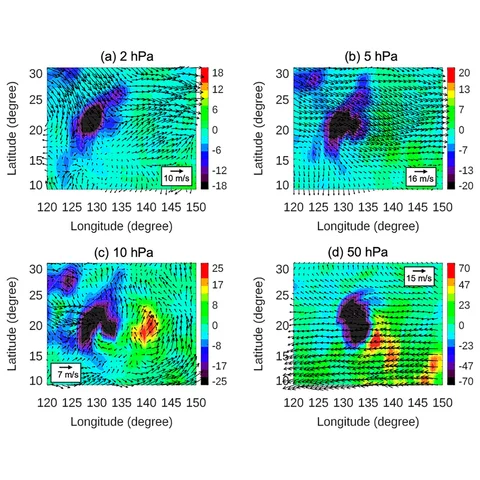 (a) 2 hPa
(b) 5 hPa
30
25
20
15
10
Latitude (degree)
120 125 130 135 140 145 150
Longitude (degree)
10 m/s
18
12
6
0
-6
-12
-18
30
25
20
15
10
Latitude (degree)
120 125 130 135 140 145 150
Longitude (degree)
16 m/s
20
13
7
0
-7
-13
-20
(c) 10 hPa
(d) 50 hPa
30
25
20
15
10
Latitude (degree)
120 125 130 135 140 145 150
Longitude (degree)
7 m/s
25
17
8
0
-8
-17
-25
30
25
20
15
10
Latitude (degree)
120 125 130 135 140 145 150
Longitude (degree)
15 m/s
70
47
23
0
-23
-47
-70